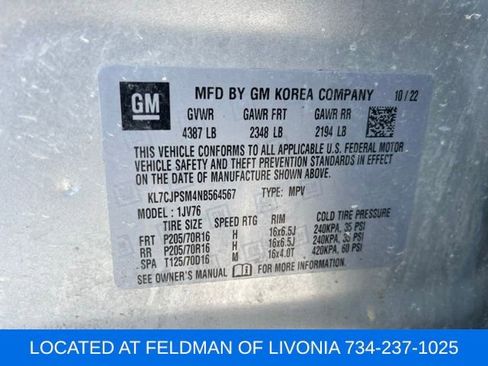 GM
MFD BY GM KOREA COMPANY 10/22
GVWR GAWR FRT GAWR RR
4387 LB 2348 LB 2194 LB
THIS VEHICLE CONFORMS TO ALL APPLICABLE U.S. FEDERAL MOTOR
VEHICLE SAFETY AND THEFT PREVENTION STANDARDS IN EFFECT ON
THE DATE OF MANUFACTURE SHOWN ABOVE.
KL7CJPSM4NB564567 TYPE: MPV
MODEL: 1JV76
TIRE SIZE SPEED RTG RIM COLD TIRE PRESSURE
FRT P205/70R16 H 16x6.5J 240KPA, 35 PSI
RR P205/70R16 H 16x6.5J 240KPA, 35 PSI
SPA T125/70D16 M 16x4.0T 420KPA, 60 PSI
SEE OWNER'S MANUAL FOR MORE INFORMATION.
LOCATED AT FELDMAN OF LIVONIA 734-237-1025